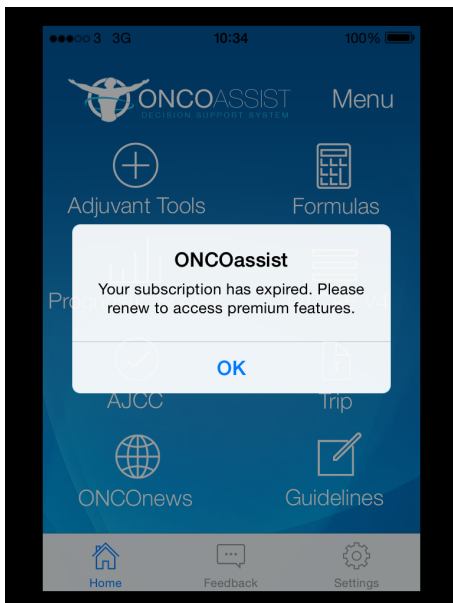 3 3G 10:34 100%
ONCOASSIST
DECISION SUPPORT SYSTEM
Menu
Adjuvant Tools
Formulas
ONCOassist
Your subscription has expired. Please
renew to access premium features.
OK
AJCC
Trip
ONCOnews
Guidelines
Home
Feedback
Settings